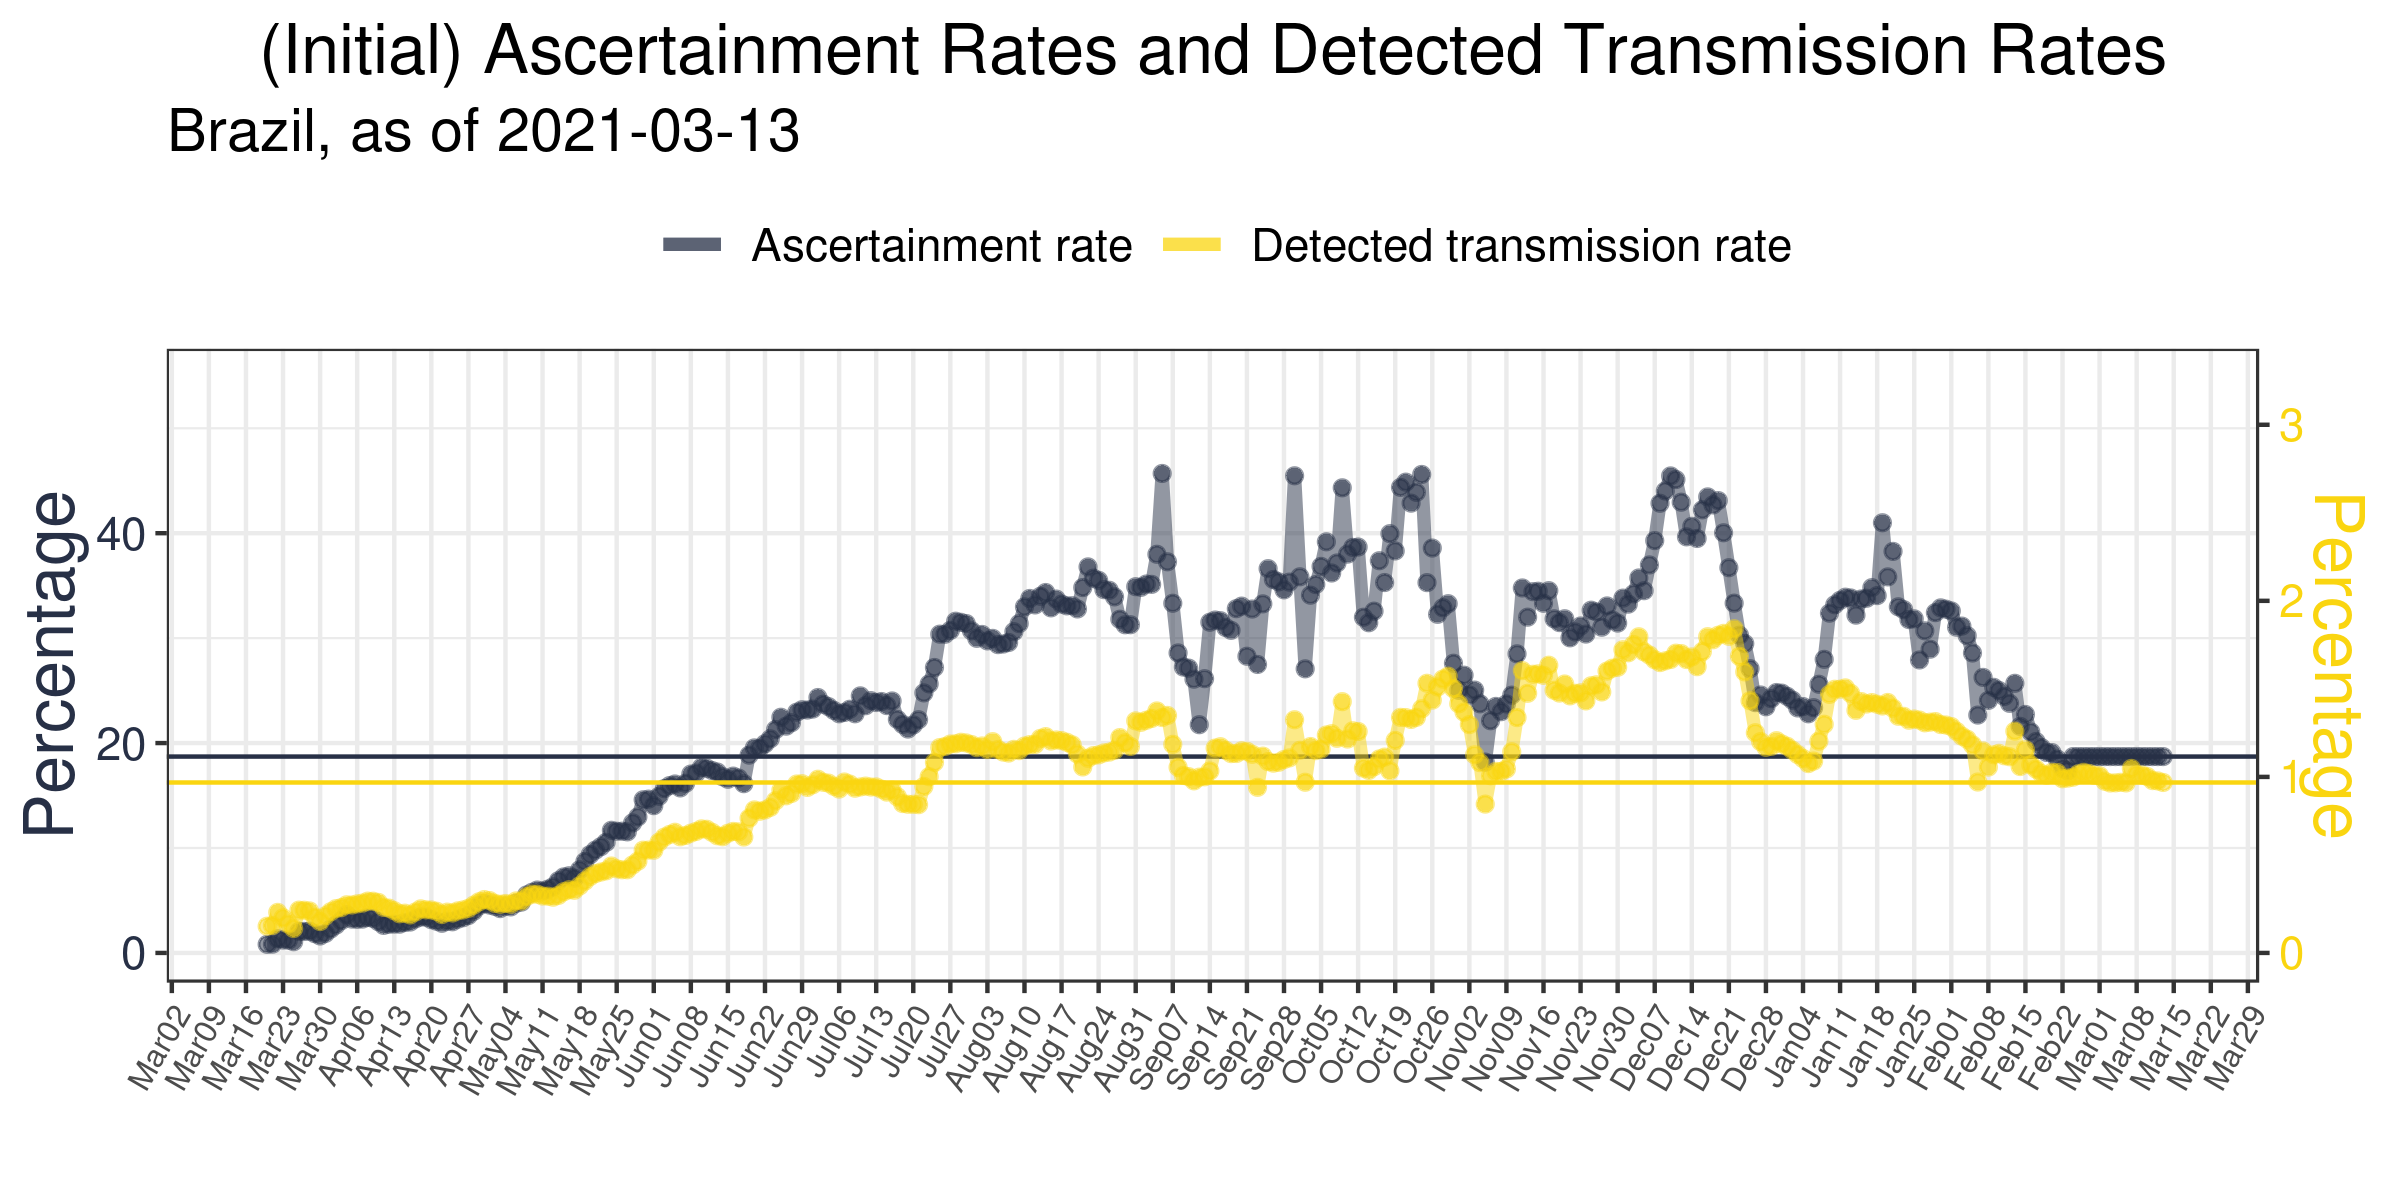 (Initial) Ascertainment Rates and Detected Transmission Rates
Brazil, as of 2021-03-13
Ascertainment rate
Detected transmission rate
Percentage
40
20
0
3
2
1
0
Percentage
Mar02
Mar09
Mar16
Mar23
Mar30
Apr06
Apr13
Apr20
Apr27
May04
May11
May18
May25
Jun01
Jun08
Jun15
Jun22
Jun29
Jul06
Jul13
Jul20
Jul27
Aug03
Aug10
Aug17
Aug24
Aug31
Sep07
Sep14
Sep21
Sep28
Oct05
Oct12
Oct19
Oct26
Nov02
Nov09
Nov16
Nov23
Nov30
Dec07
Dec14
Dec21
Dec28
Jan04
Jan11
Jan18
Jan25
Feb01
Feb08
Feb15
Feb22
Mar01
Mar08
Mar15
Mar22
Mar29